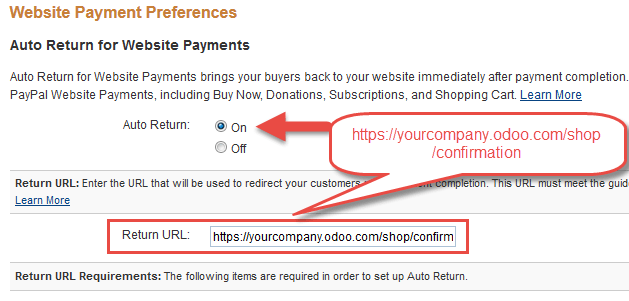 Website Payment Preferences
Auto Return for Website Payments
Auto Return for Website Payments brings your buyers back to your website immediately after payment completion.
PayPal Website Payments, including Buy Now, Donations, Subscriptions, and Shopping Cart. Learn More
Auto Return: On
Off
https://yourcompany.odoo.com/shop
/confirmation
Return URL: Enter the URL that will be used to redirect your customers completion. This URL must meet the guid
Learn More
Return URL: https://yourcompany.odoo.com/shop/confirm
Return URL Requirements: The following items are required in order to set up Auto Return.